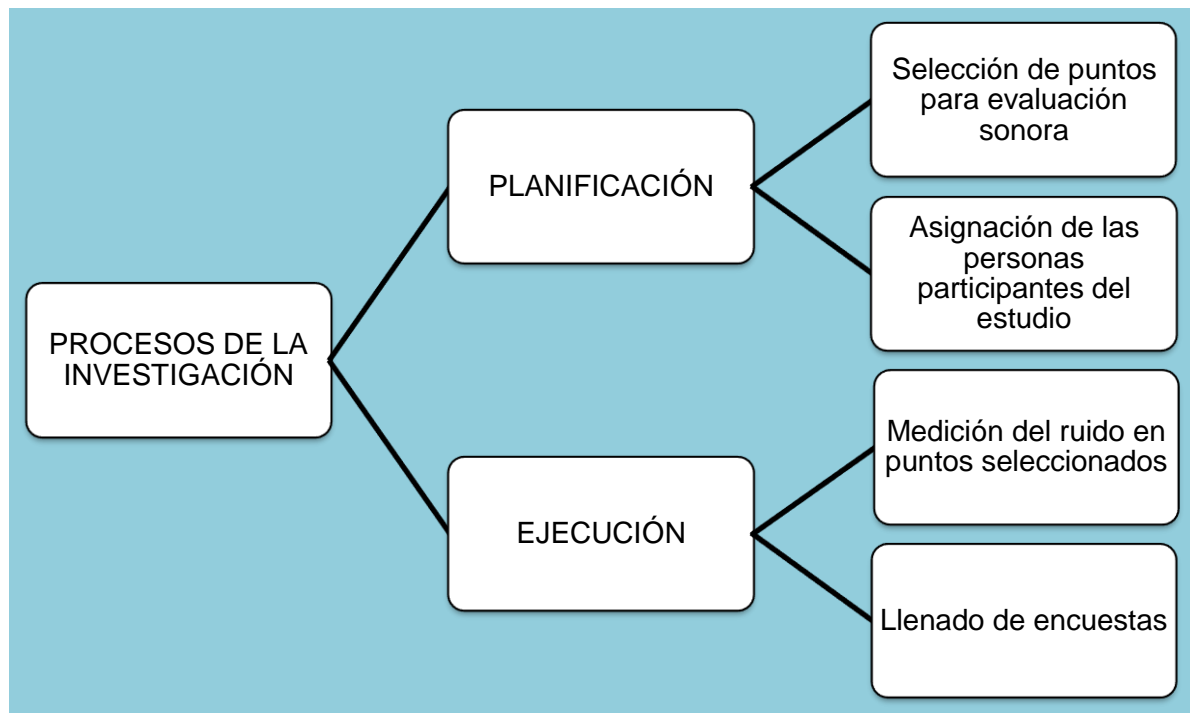 PROCESOS DE LA
INVESTIGACIÓN
PLANIFICACIÓN
Selección de puntos
para evaluación
sonora
Asignación de las
personas
participantes del
estudio
EJECUCIÓN
Medición del ruido en
puntos seleccionados
Llenado de encuestas